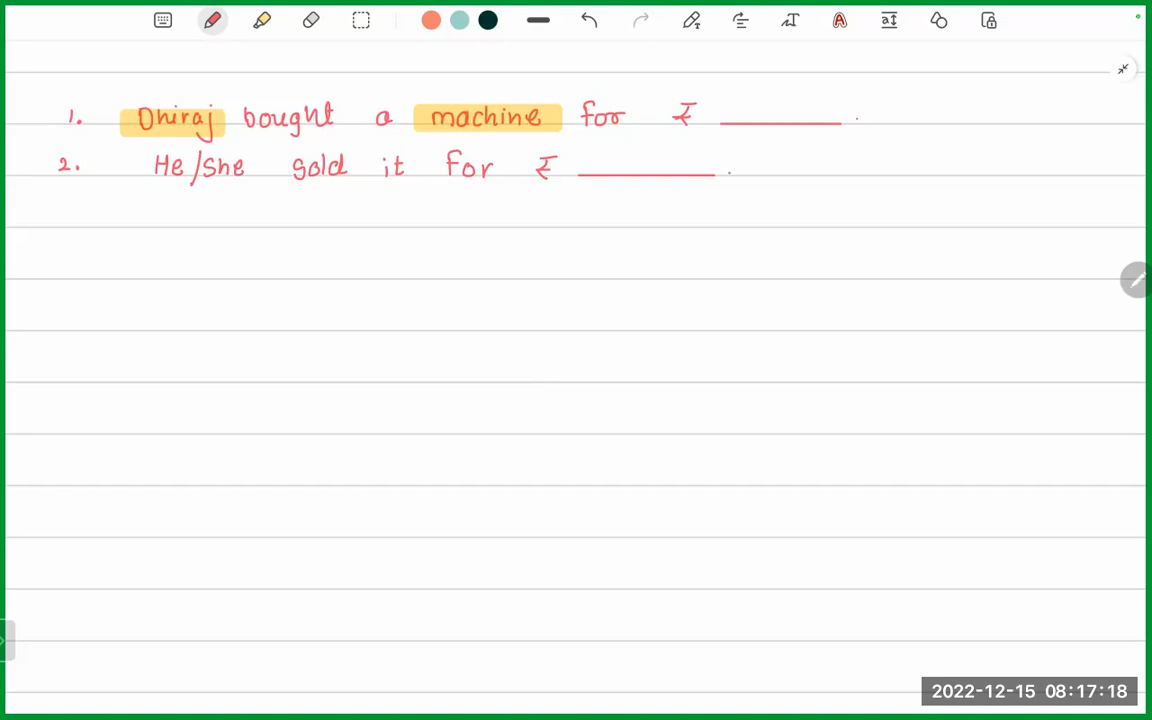 1. Dhiraj bought a machine for ₹ ________ .
2. He/She sold it for ₹ ________ .
2022-12-15 08:17:18